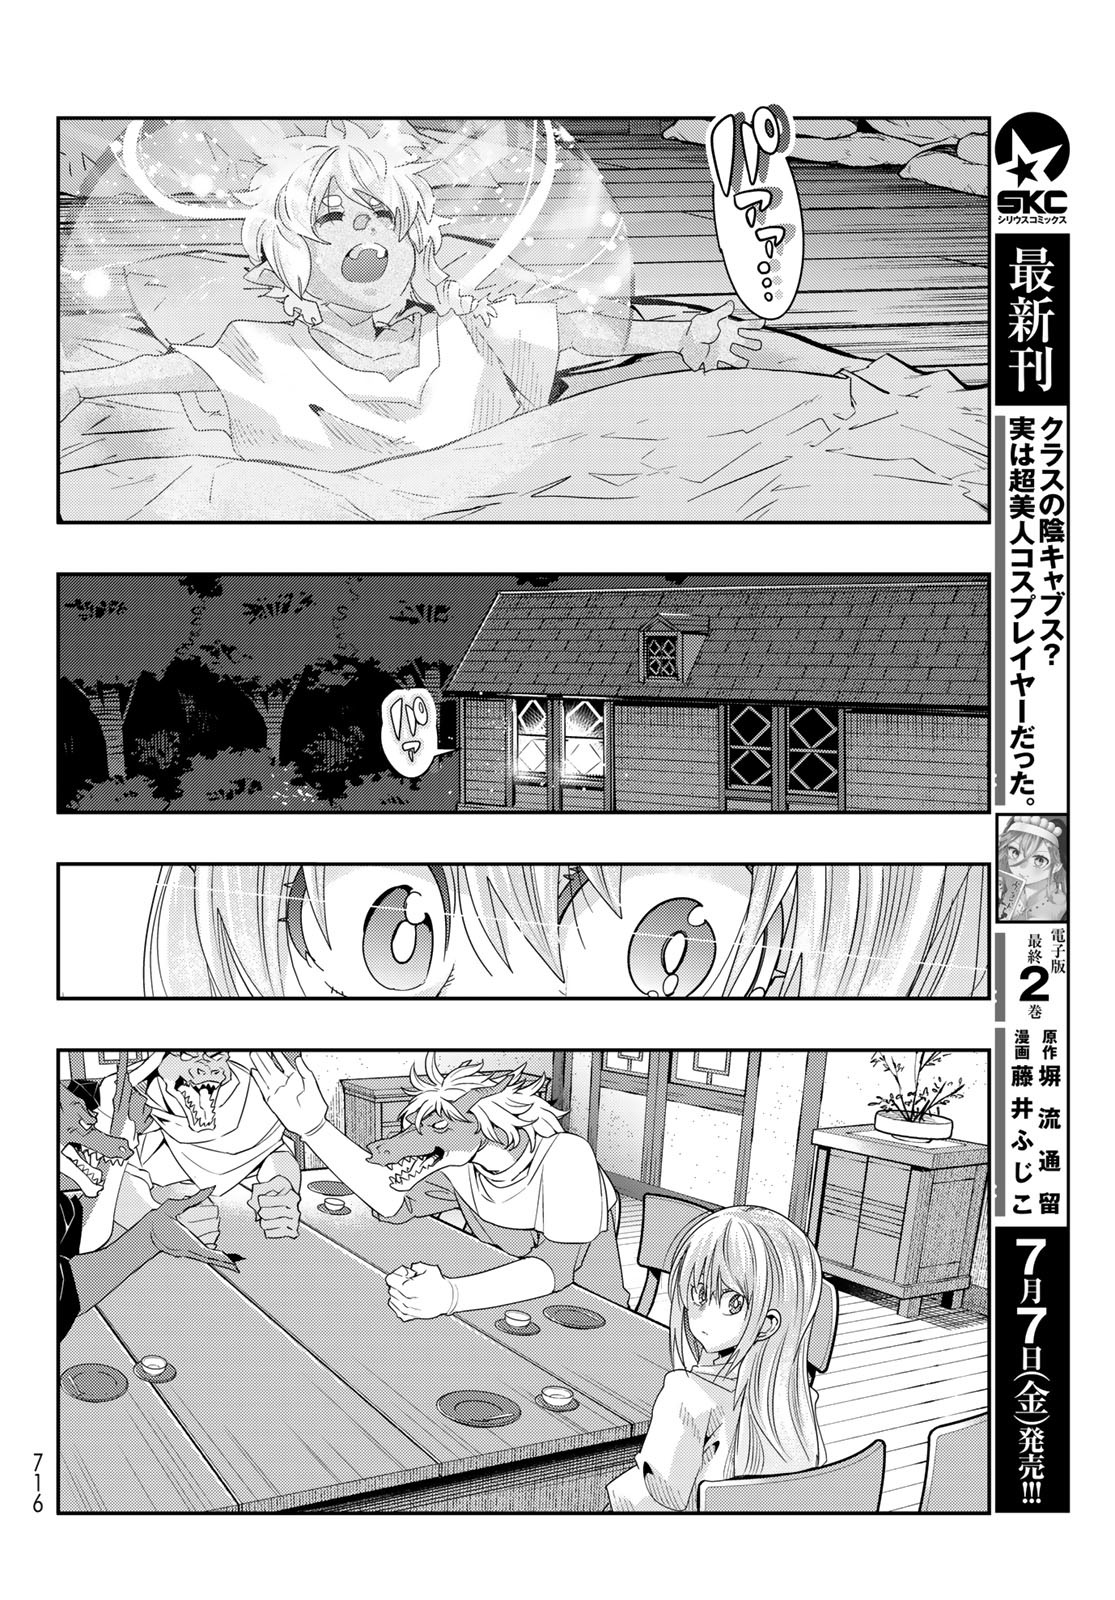 パァァァ…
パァ
SKC
シリウスコミックス
最新刊
クラスの陰キャブス?
実は超美人コスプレイヤーだった。
電子版
最終2巻
原作 塀流通留
漫画 藤井ふじこ
7月7日(金)発売!!!
716